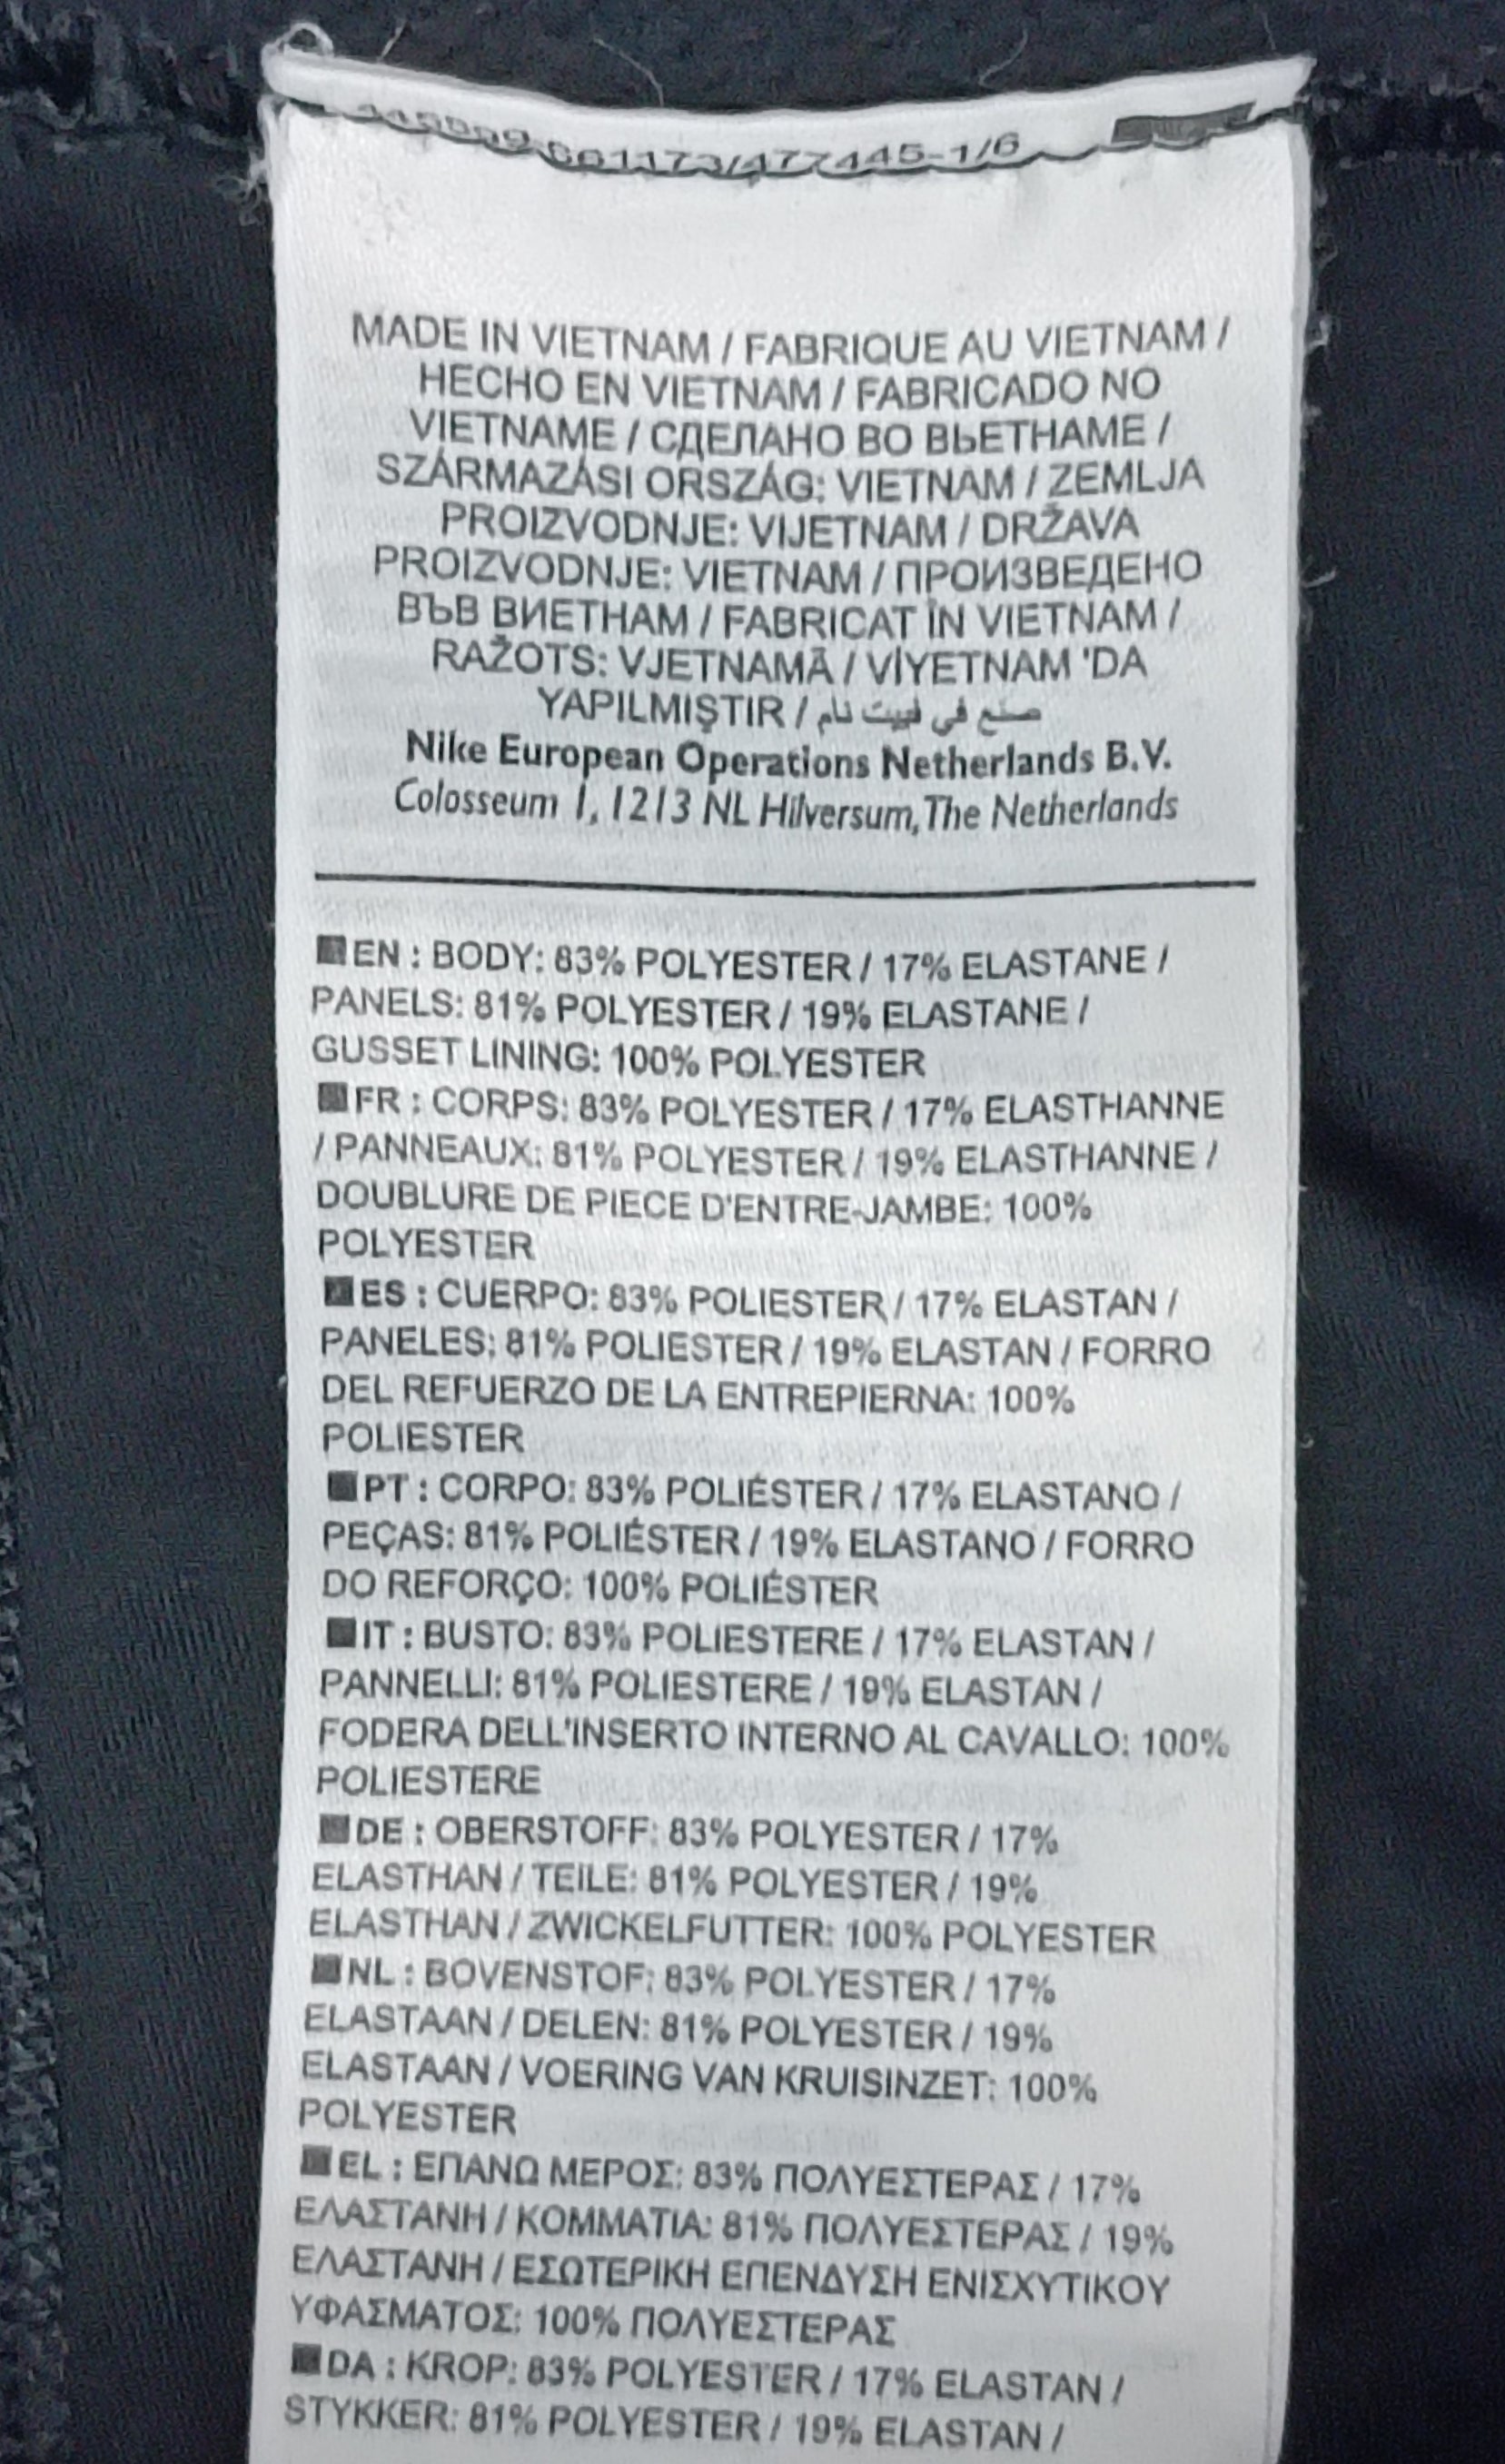 661173/477445-1/6
MADE IN VIETNAM / FABRIQUE AU VIETNAM /
HECHO EN VIETNAM / FABRICADO NO
VIETNAME / СДЕЛАНО ВО ВЬЕТНАМЕ /
SZÁRMAZÁSI ORSZÁG: VIETNAM / ZEMLJA
PROIZVODNJE: VIJETNAM / DRŽAVA
PROIZVODNJE: VIETNAM / ПРОИЗВЕДЕНО
ВЪВ ВИЕТНАМ / FABRICAT ÎN VIETNAM /
RAŽOTS: VJETNAMĀ / VİYETNAM 'DA
YAPILMIŞTIR / صنع في فييت نام
Nike European Operations Netherlands B.V.
Colosseum 1, 1213 NL Hilversum, The Netherlands
EN : BODY: 83% POLYESTER / 17% ELASTANE /
PANELS: 81% POLYESTER / 19% ELASTANE /
GUSSET LINING: 100% POLYESTER
FR : CORPS: 83% POLYESTER / 17% ELASTHANNE
/ PANNEAUX: 81% POLYESTER / 19% ELASTHANNE /
DOUBLURE DE PIECE D'ENTRE-JAMBE: 100%
POLYESTER
ES : CUERPO: 83% POLIESTER / 17% ELASTAN /
PANELES: 81% POLIESTER / 19% ELASTAN / FORRO
DEL REFUERZO DE LA ENTREPIERNA: 100%
POLIESTER
PT : CORPO: 83% POLIÉSTER / 17% ELASTANO /
PEÇAS: 81% POLIÉSTER / 19% ELASTANO / FORRO
DO REFORÇO: 100% POLIÉSTER
IT : BUSTO: 83% POLIESTERE / 17% ELASTAN /
PANNELLI: 81% POLIESTERE / 19% ELASTAN /
FODERA DELL'INSERTO INTERNO AL CAVALLO: 100%
POLIESTERE
DE : OBERSTOFF: 83% POLYESTER / 17%
ELASTHAN / TEILE: 81% POLYESTER / 19%
ELASTHAN / ZWICKELFUTTER: 100% POLYESTER
NL : BOVENSTOF: 83% POLYESTER / 17%
ELASTAAN / DELEN: 81% POLYESTER / 19%
ELASTAAN / VOERING VAN KRUISINZET: 100%
POLYESTER
EL : ΕΠΑΝΩ ΜΕΡΟΣ: 83% ΠΟΛΥΕΣΤΕΡΑΣ / 17%
ΕΛΑΣΤΑΝΗ / ΚΟΜΜΑΤΙΑ: 81% ΠΟΛΥΕΣΤΕΡΑΣ / 19%
ΕΛΑΣΤΑΝΗ / ΕΣΩΤΕΡΙΚΗ ΕΠΕΝΔΥΣΗ ΕΝΙΣΧΥΤΙΚΟΥ
ΥΦΑΣΜΑΤΟΣ: 100% ΠΟΛΥΕΣΤΕΡΑΣ
DA : KROP: 83% POLYESTER / 17% ELASTAN /
STYKKER: 81% POLYESTER / 19% ELASTAN /